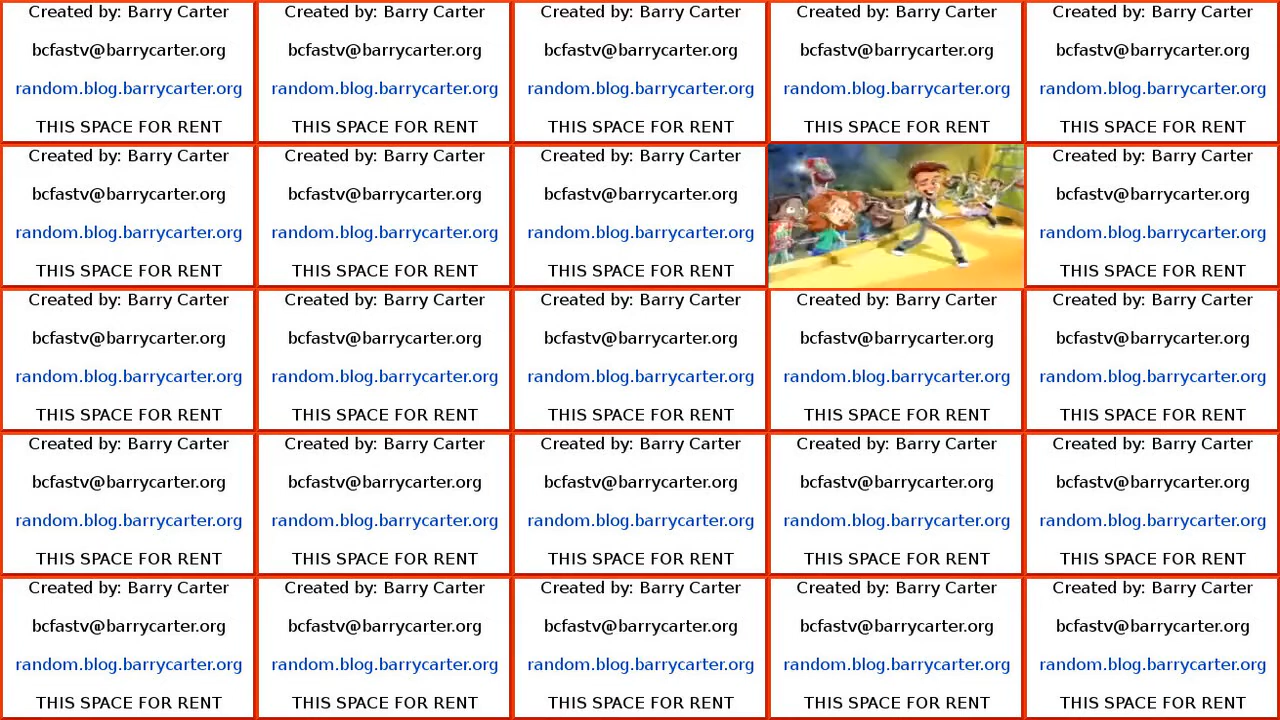 Created by: Barry Carter
bcfastv@barrycarter.org
random.blog.barrycarter.org
THIS SPACE FOR RENT
Created by: Barry Carter
bcfastv@barrycarter.org
random.blog.barrycarter.org
THIS SPACE FOR RENT
Created by: Barry Carter
bcfastv@barrycarter.org
random.blog.barrycarter.org
THIS SPACE FOR RENT
Created by: Barry Carter
bcfastv@barrycarter.org
random.blog.barrycarter.org
THIS SPACE FOR RENT
Created by: Barry Carter
bcfastv@barrycarter.org
random.blog.barrycarter.org
THIS SPACE FOR RENT
Created by: Barry Carter
bcfastv@barrycarter.org
random.blog.barrycarter.org
THIS SPACE FOR RENT
Created by: Barry Carter
bcfastv@barrycarter.org
random.blog.barrycarter.org
THIS SPACE FOR RENT
Created by: Barry Carter
bcfastv@barrycarter.org
random.blog.barrycarter.org
THIS SPACE FOR RENT
Created by: Barry Carter
bcfastv@barrycarter.org
random.blog.barrycarter.org
THIS SPACE FOR RENT
Created by: Barry Carter
bcfastv@barrycarter.org
random.blog.barrycarter.org
THIS SPACE FOR RENT
Created by: Barry Carter
bcfastv@barrycarter.org
random.blog.barrycarter.org
THIS SPACE FOR RENT
Created by: Barry Carter
bcfastv@barrycarter.org
random.blog.barrycarter.org
THIS SPACE FOR RENT
Created by: Barry Carter
bcfastv@barrycarter.org
random.blog.barrycarter.org
THIS SPACE FOR RENT
Created by: Barry Carter
bcfastv@barrycarter.org
random.blog.barrycarter.org
THIS SPACE FOR RENT
Created by: Barry Carter
bcfastv@barrycarter.org
random.blog.barrycarter.org
THIS SPACE FOR RENT
Created by: Barry Carter
bcfastv@barrycarter.org
random.blog.barrycarter.org
THIS SPACE FOR RENT
Created by: Barry Carter
bcfastv@barrycarter.org
random.blog.barrycarter.org
THIS SPACE FOR RENT
Created by: Barry Carter
bcfastv@barrycarter.org
random.blog.barrycarter.org
THIS SPACE FOR RENT
Created by: Barry Carter
bcfastv@barrycarter.org
random.blog.barrycarter.org
THIS SPACE FOR RENT
Created by: Barry Carter
bcfastv@barrycarter.org
random.blog.barrycarter.org
THIS SPACE FOR RENT
Created by: Barry Carter
bcfastv@barrycarter.org
random.blog.barrycarter.org
THIS SPACE FOR RENT
Created by: Barry Carter
bcfastv@barrycarter.org
random.blog.barrycarter.org
THIS SPACE FOR RENT
Created by: Barry Carter
bcfastv@barrycarter.org
random.blog.barrycarter.org
THIS SPACE FOR RENT
Created by: Barry Carter
bcfastv@barrycarter.org
random.blog.barrycarter.org
THIS SPACE FOR RENT